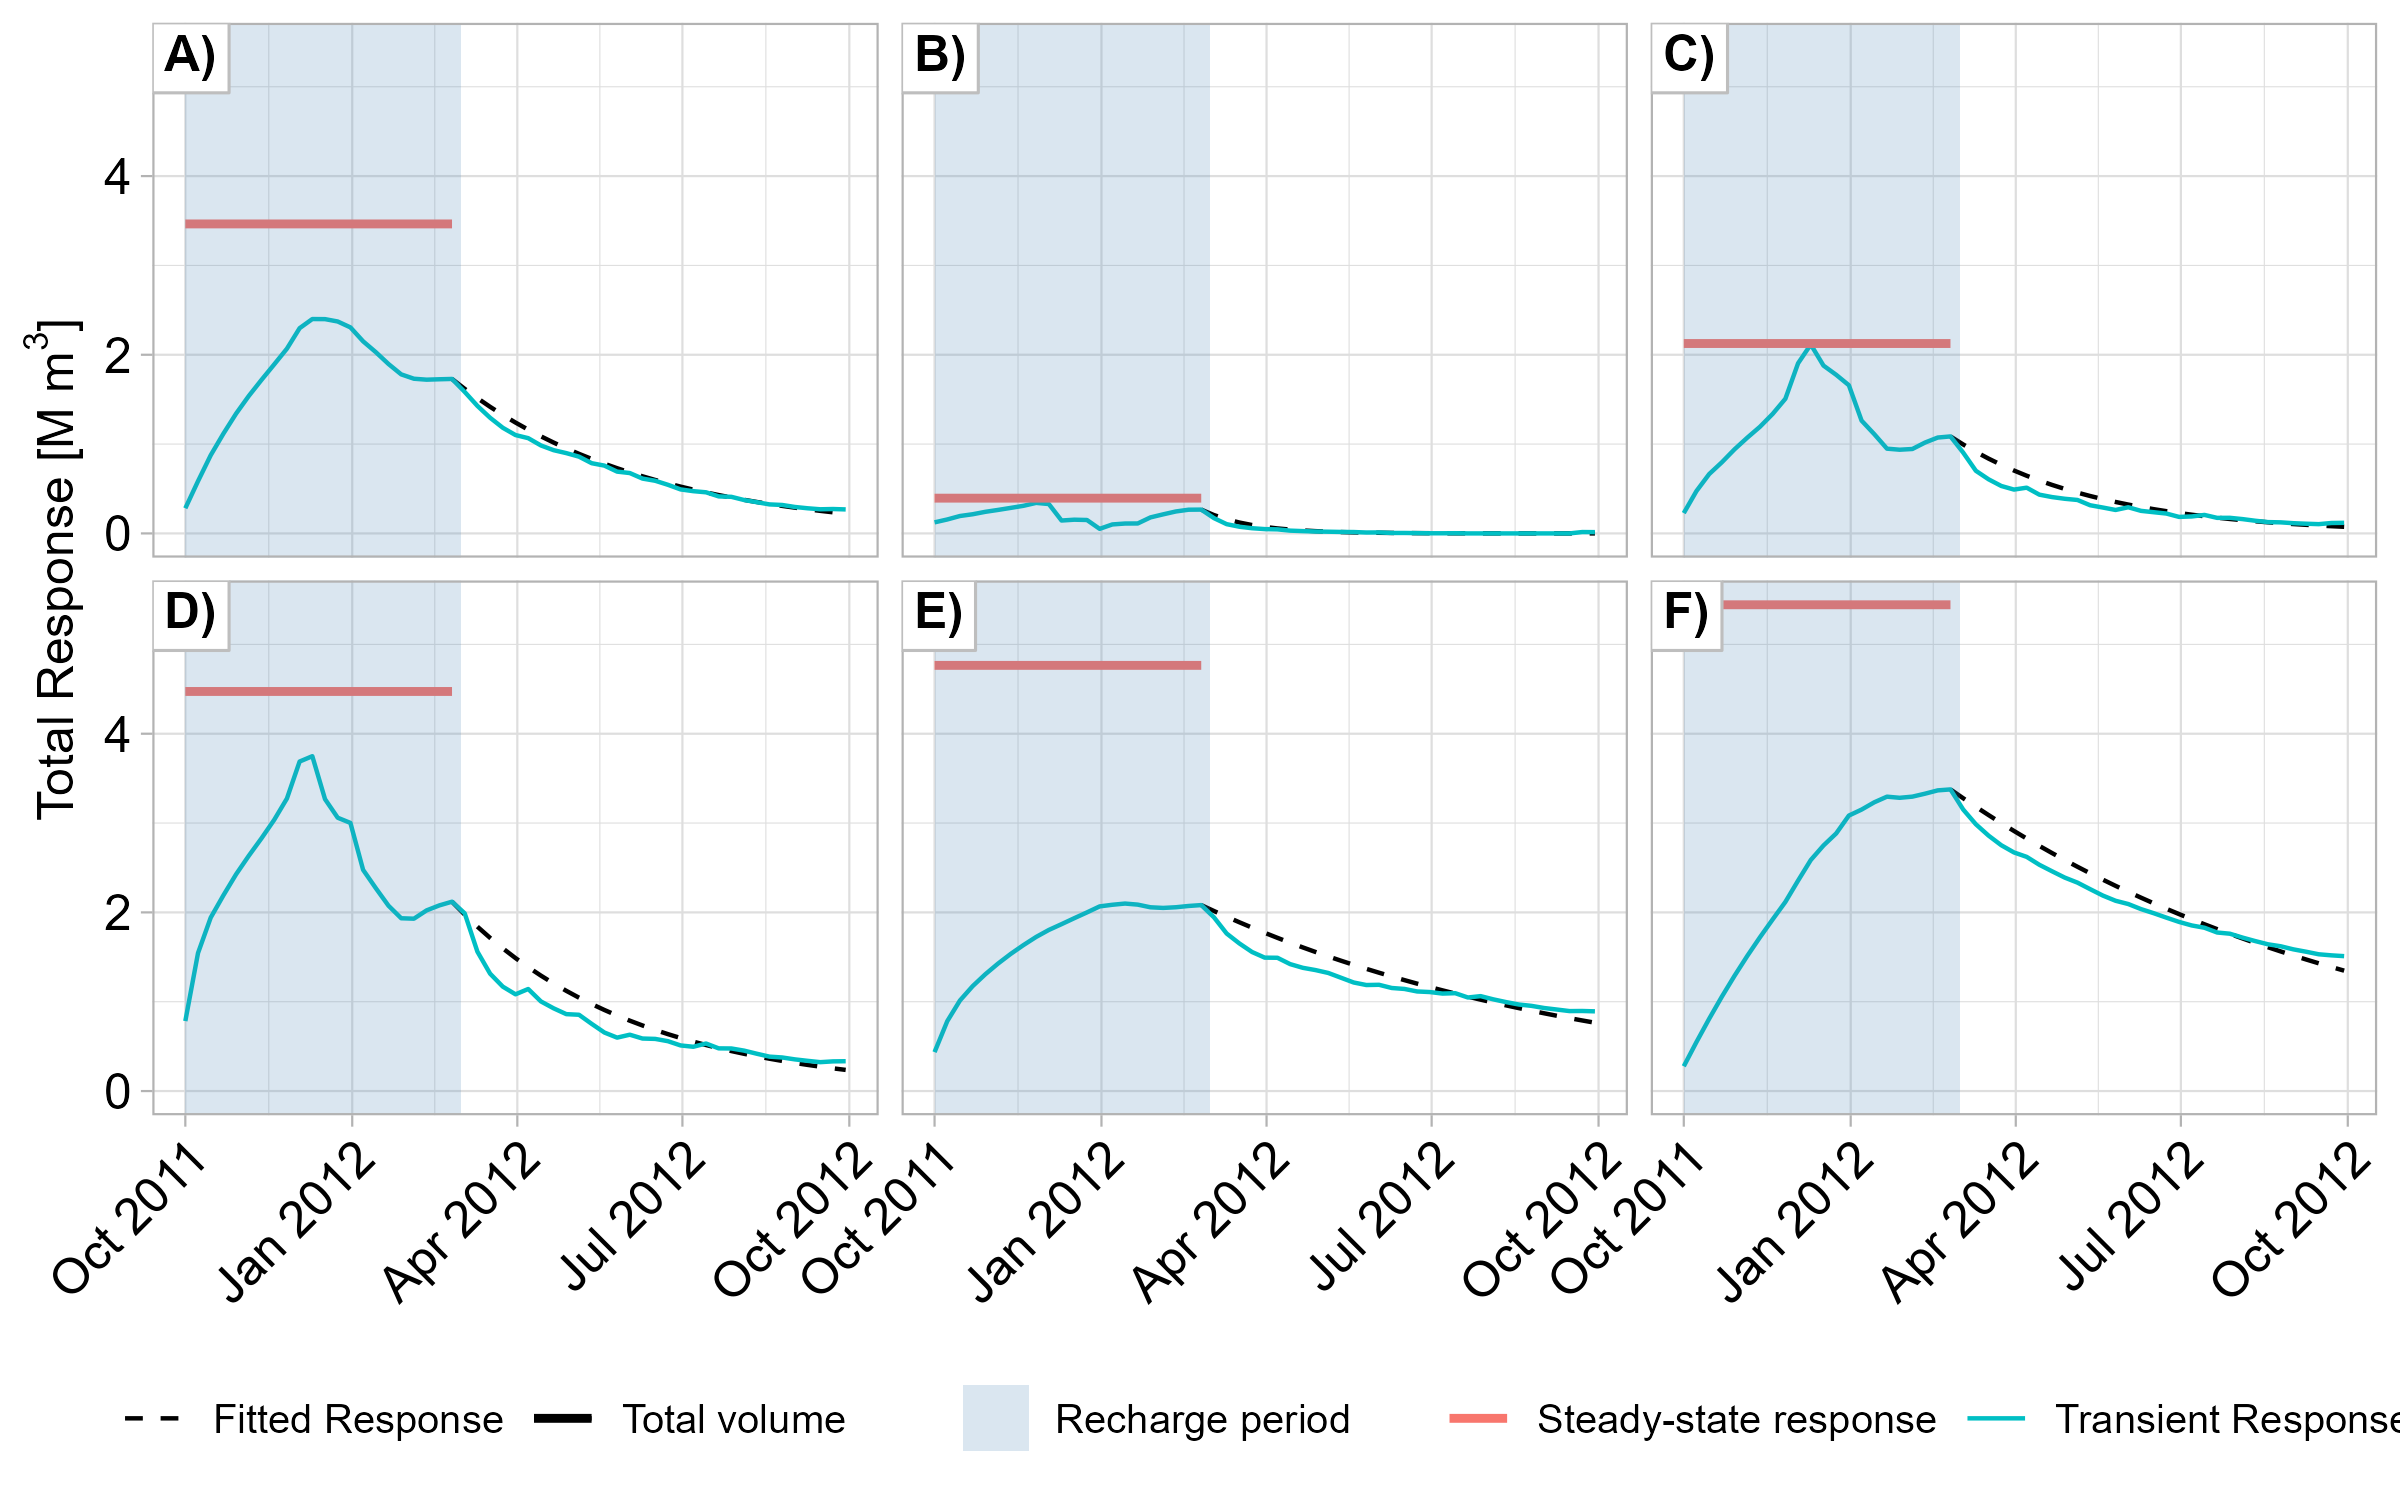 A)
B)
C)
4
2
0
Total Response [M m³]
D)
E)
F)
4
2
0
Oct 2011
Jan 2012
Apr 2012
Jul 2012
Oct 2012
Oct 2011
Jan 2012
Apr 2012
Jul 2012
Oct 2012
Oct 2011
Jan 2012
Apr 2012
Jul 2012
Oct 2012
Fitted Response
Total volume
Recharge period
Steady-state response
Transient Response